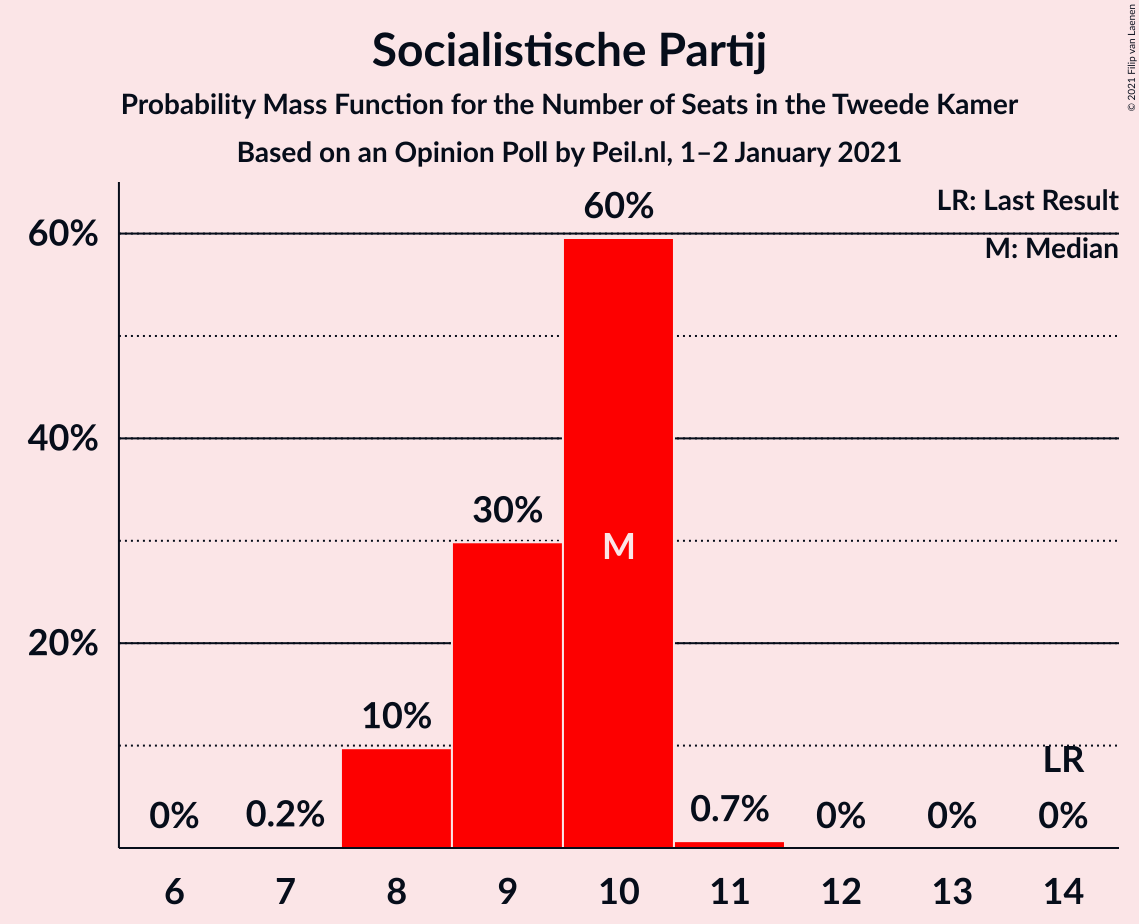 Socialistische Partij
Probability Mass Function for the Number of Seats in the Tweede Kamer
Based on an Opinion Poll by Peil.nl, 1–2 January 2021
© 2021 Filip van Laenen
LR: Last Result
M: Median
60%
40%
20%
0%
0.2%
10%
30%
60%
M
0.7%
0%
0%
LR
0%
6 7 8 9 10 11 12 13 14